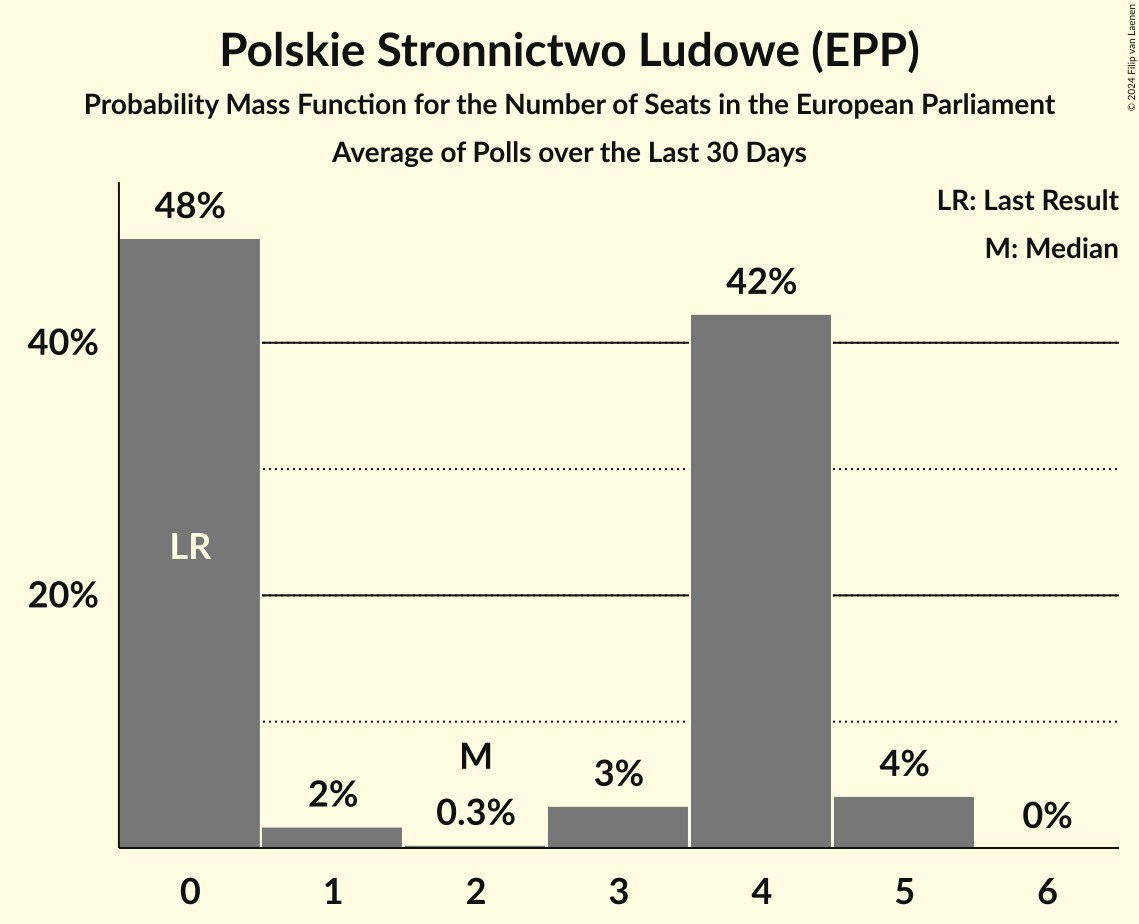 Polskie Stronnictwo Ludowe (EPP)
Probability Mass Function for the Number of Seats in the European Parliament
Average of Polls over the Last 30 Days
© 2024 Filip van Laenen
LR: Last Result
M: Median
48%
42%
40%
LR
20%
M
2%
0.3%
3%
4%
0%
0 1 2 3 4 5 6